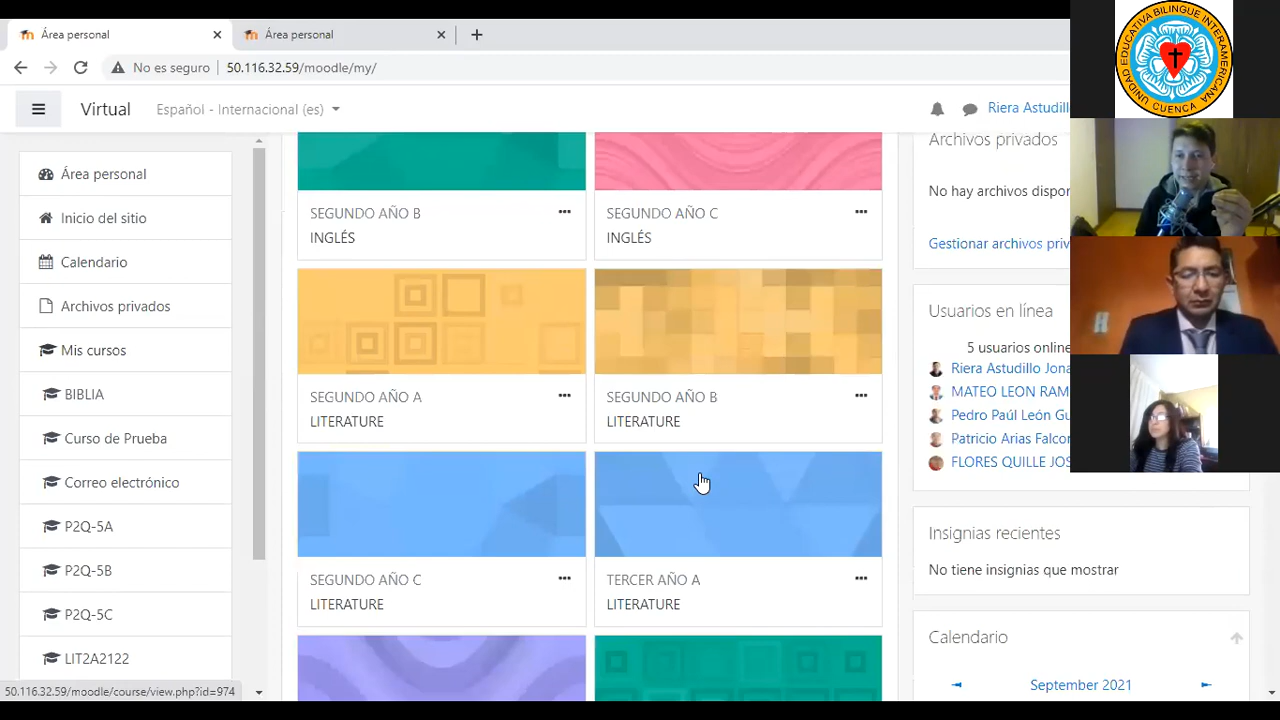 Área personal
Área personal
No es seguro
50.116.32.59/moodle/my/
Virtual
Español - Internacional (es)
Riera Astudill
UNIDAD EDUCATIVA BILINGUE INTERAMERICANA
CUENCA
Área personal
Inicio del sitio
Calendario
Archivos privados
Mis cursos
BIBLIA
Curso de Prueba
Correo electrónico
P2Q-5A
P2Q-5B
P2Q-5C
LIT2A2122
50.116.32.59/moodle/course/view.php?id=974
SEGUNDO AÑO B
INGLÉS
SEGUNDO AÑO C
INGLÉS
SEGUNDO AÑO A
LITERATURE
SEGUNDO AÑO B
LITERATURE
SEGUNDO AÑO C
LITERATURE
TERCER AÑO A
LITERATURE
Archivos privados
No hay archivos dispor
Gestionar archivos priv
Usuarios en línea
5 usuarios online
Riera Astudillo Jona
MATEO LEON RAM
Pedro Paúl León Gu
Patricio Arias Falcor
FLORES QUILLE JOS
Insignias recientes
No tiene insignias que mostrar
Calendario
September 2021